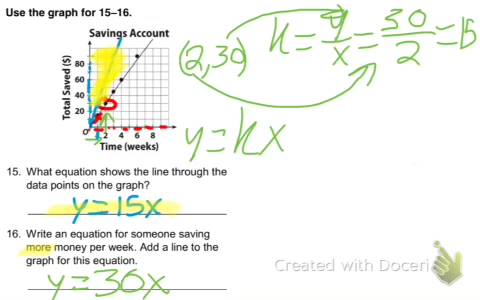 Use the graph for 15–16.
Savings Account
Total Saved ($)
80
60
40
20
O
2 4 6 8
Time (weeks)
(2,30) k = y/x = 30/2 = 15
y=kx
15. What equation shows the line through the
data points on the graph?
y=15x
16. Write an equation for someone saving
more money per week. Add a line to the
graph for this equation.
y=30x
Created with Doceri